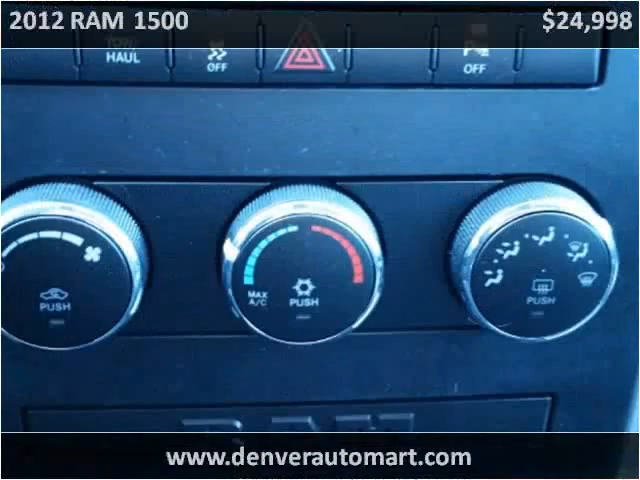 2012 RAM 1500 $24,998
TOW HAUL OFF OFF
MAX A/C
PUSH PUSH PUSH
www.denverautomart.com